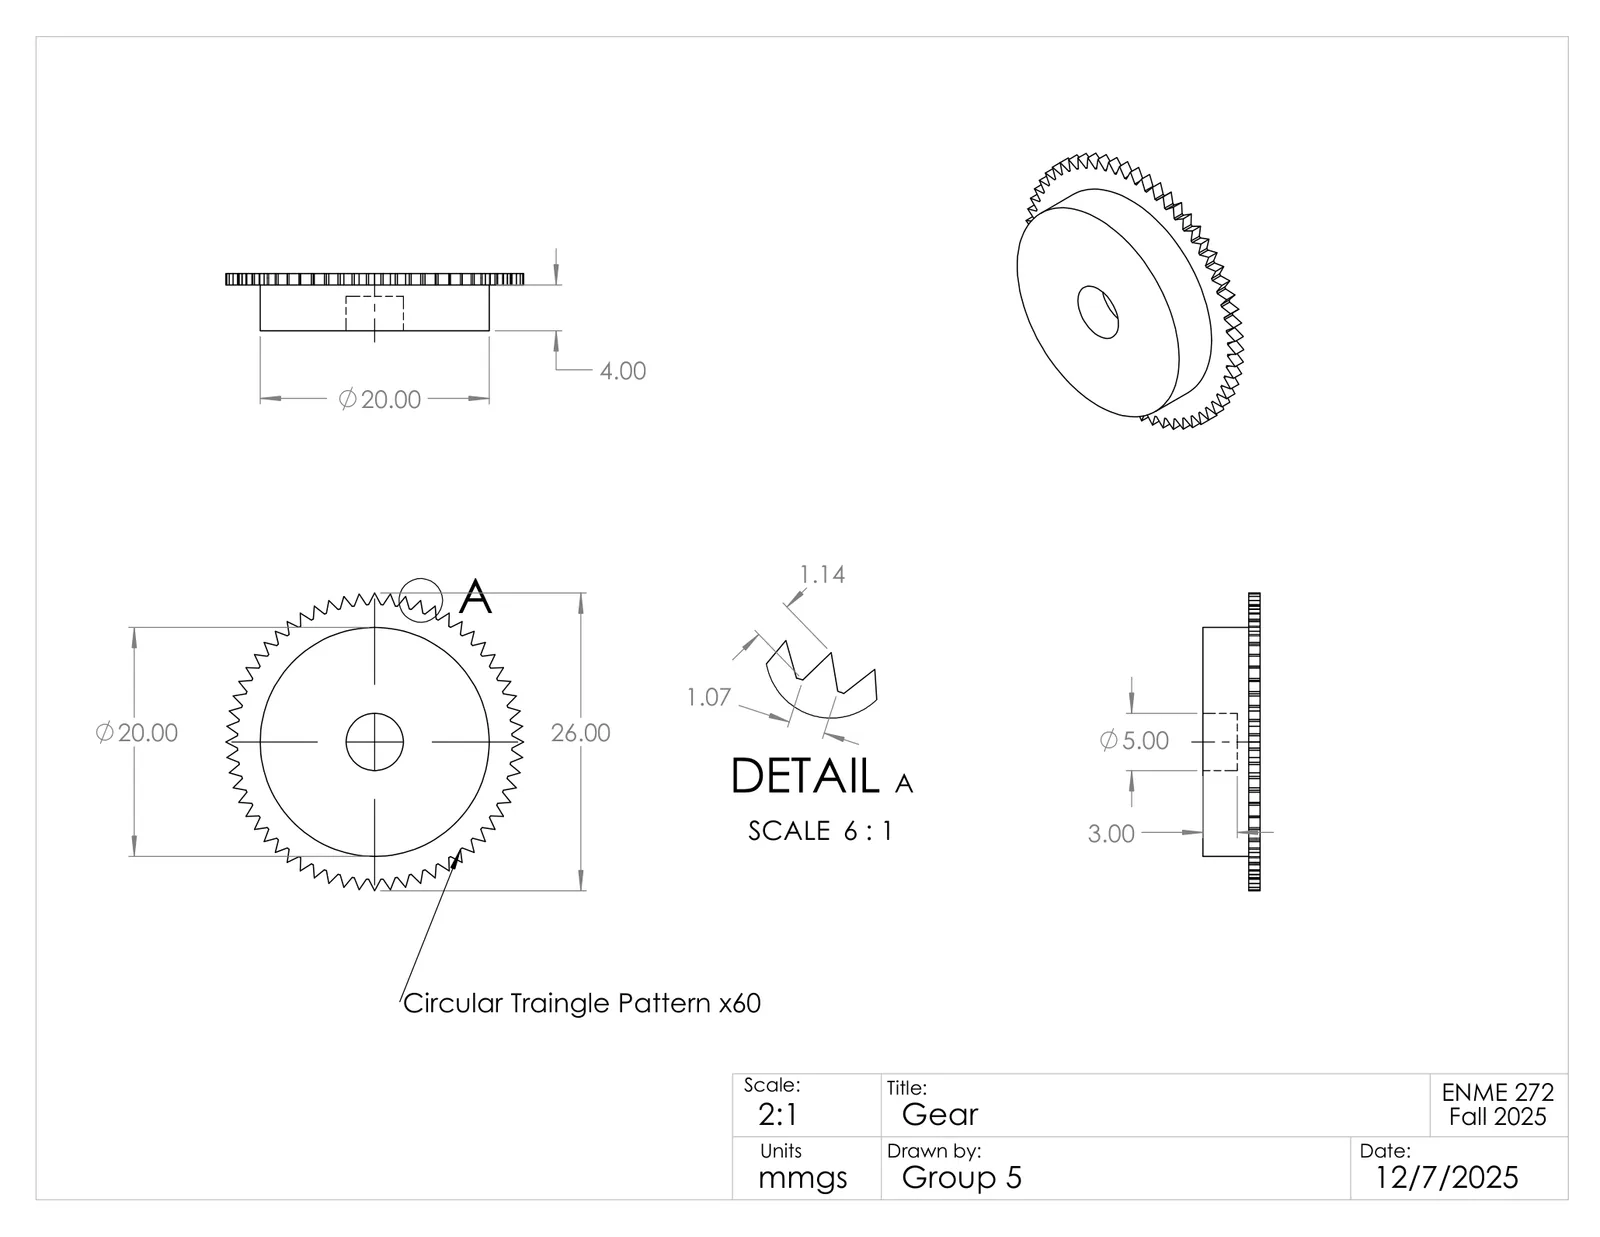 4.00
⌀20.00
A
1.14
1.07
⌀20.00
26.00
⌀5.00
3.00
DETAIL A
SCALE 6 : 1
Circular Traingle Pattern x60
Scale:
2:1
Title:
Gear
ENME 272
Fall 2025
Units
mmgs
Drawn by:
Group 5
Date:
12/7/2025